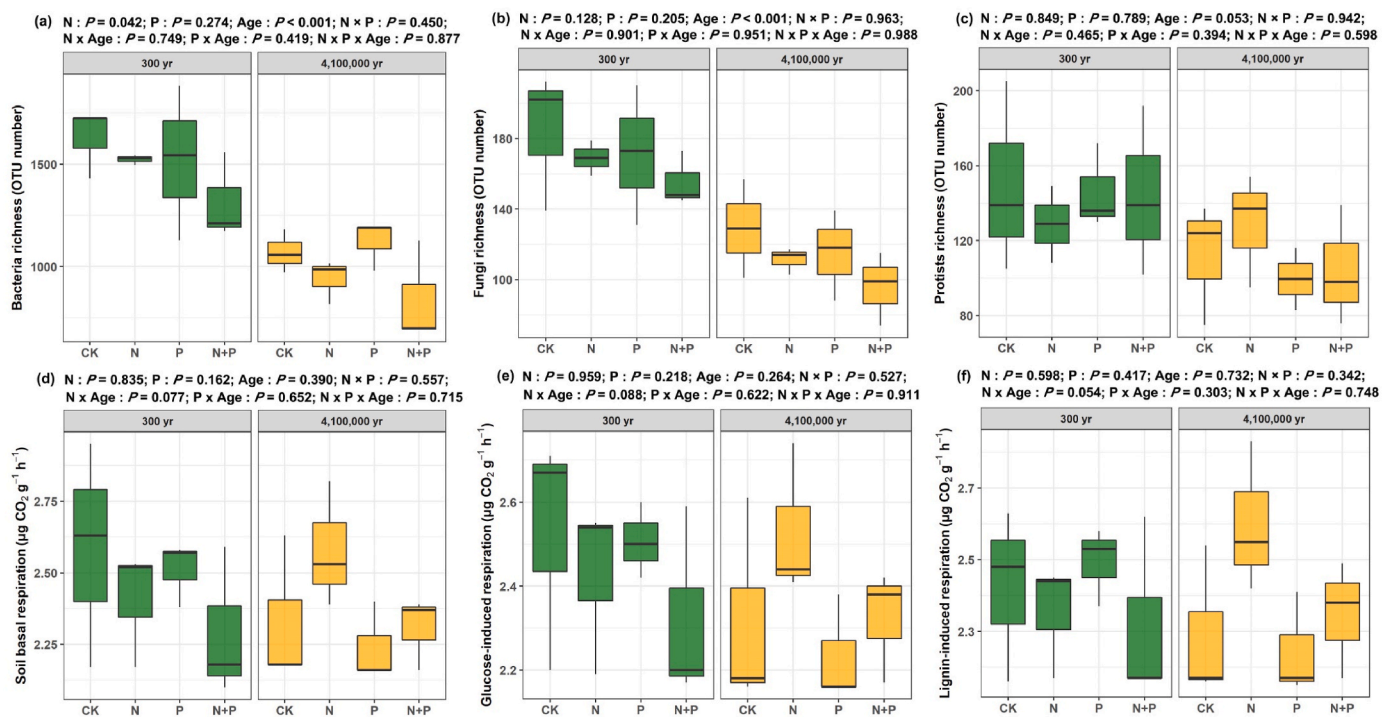 (a) N : P = 0.042; P : P = 0.274; Age : P < 0.001; N × P : P = 0.450;
N x Age : P = 0.749; P x Age : P = 0.419; N x P x Age : P = 0.877
300 yr 4,100,000 yr
Bacteria richness (OTU number)
1500
1000
CK N P N+P CK N P N+P
(b) N : P = 0.128; P : P = 0.205; Age : P < 0.001; N × P : P = 0.963;
N x Age : P = 0.901; P x Age : P = 0.951; N x P x Age : P = 0.988
300 yr 4,100,000 yr
Fungi richness (OTU number)
180
140
100
CK N P N+P CK N P N+P
(c) N : P = 0.849; P : P = 0.789; Age : P = 0.053; N × P : P = 0.942;
N x Age : P = 0.465; P x Age : P = 0.394; N x P x Age : P = 0.598
300 yr 4,100,000 yr
Protists richness (OTU number)
200
160
120
80
CK N P N+P CK N P N+P
(d) N : P = 0.835; P : P = 0.162; Age : P = 0.390; N × P : P = 0.557;
N x Age : P = 0.077; P x Age : P = 0.652; N x P x Age : P = 0.715
300 yr 4,100,000 yr
Soil basal respiration (μg CO₂ g⁻¹ h⁻¹)
2.75
2.50
2.25
CK N P N+P CK N P N+P
(e) N : P = 0.959; P : P = 0.218; Age : P = 0.264; N × P : P = 0.527;
N x Age : P = 0.088; P x Age : P = 0.622; N x P x Age : P = 0.911
300 yr 4,100,000 yr
Glucose-induced respiration (μg CO₂ g⁻¹ h⁻¹)
2.6
2.4
2.2
CK N P N+P CK N P N+P
(f) N : P = 0.598; P : P = 0.417; Age : P = 0.732; N × P : P = 0.342;
N x Age : P = 0.054; P x Age : P = 0.303; N x P x Age : P = 0.748
300 yr 4,100,000 yr
Lignin-induced respiration (μg CO₂ g⁻¹ h⁻¹)
2.7
2.5
2.3
CK N P N+P CK N P N+P